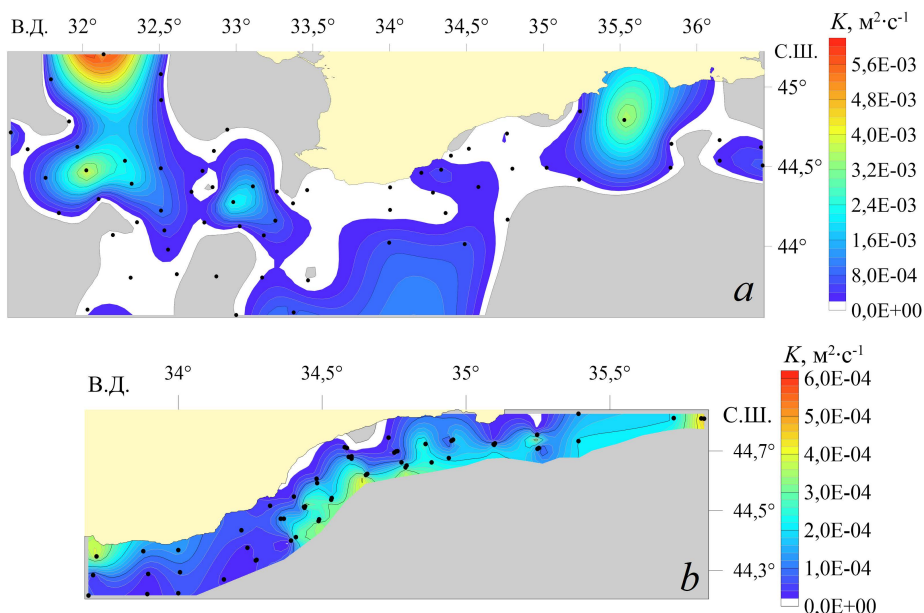 В.Д. 32° 32,5° 33,0° 33,5° 34° 34,5° 35° 35,5° 36° С.Ш.
K, м²·с⁻¹
45°
44,5°
44°
5,6E-03
4,8E-03
4,0E-03
3,2E-03
2,4E-03
1,6E-03
8,0E-04
0,0E+00
a
В.Д. 34° 34,5° 35° 35,5° С.Ш.
K, м²·с⁻¹
44,7°
44,5°
44,3°
6,0E-04
5,0E-04
4,0E-04
3,0E-04
2,0E-04
1,0E-04
0,0E+00
b